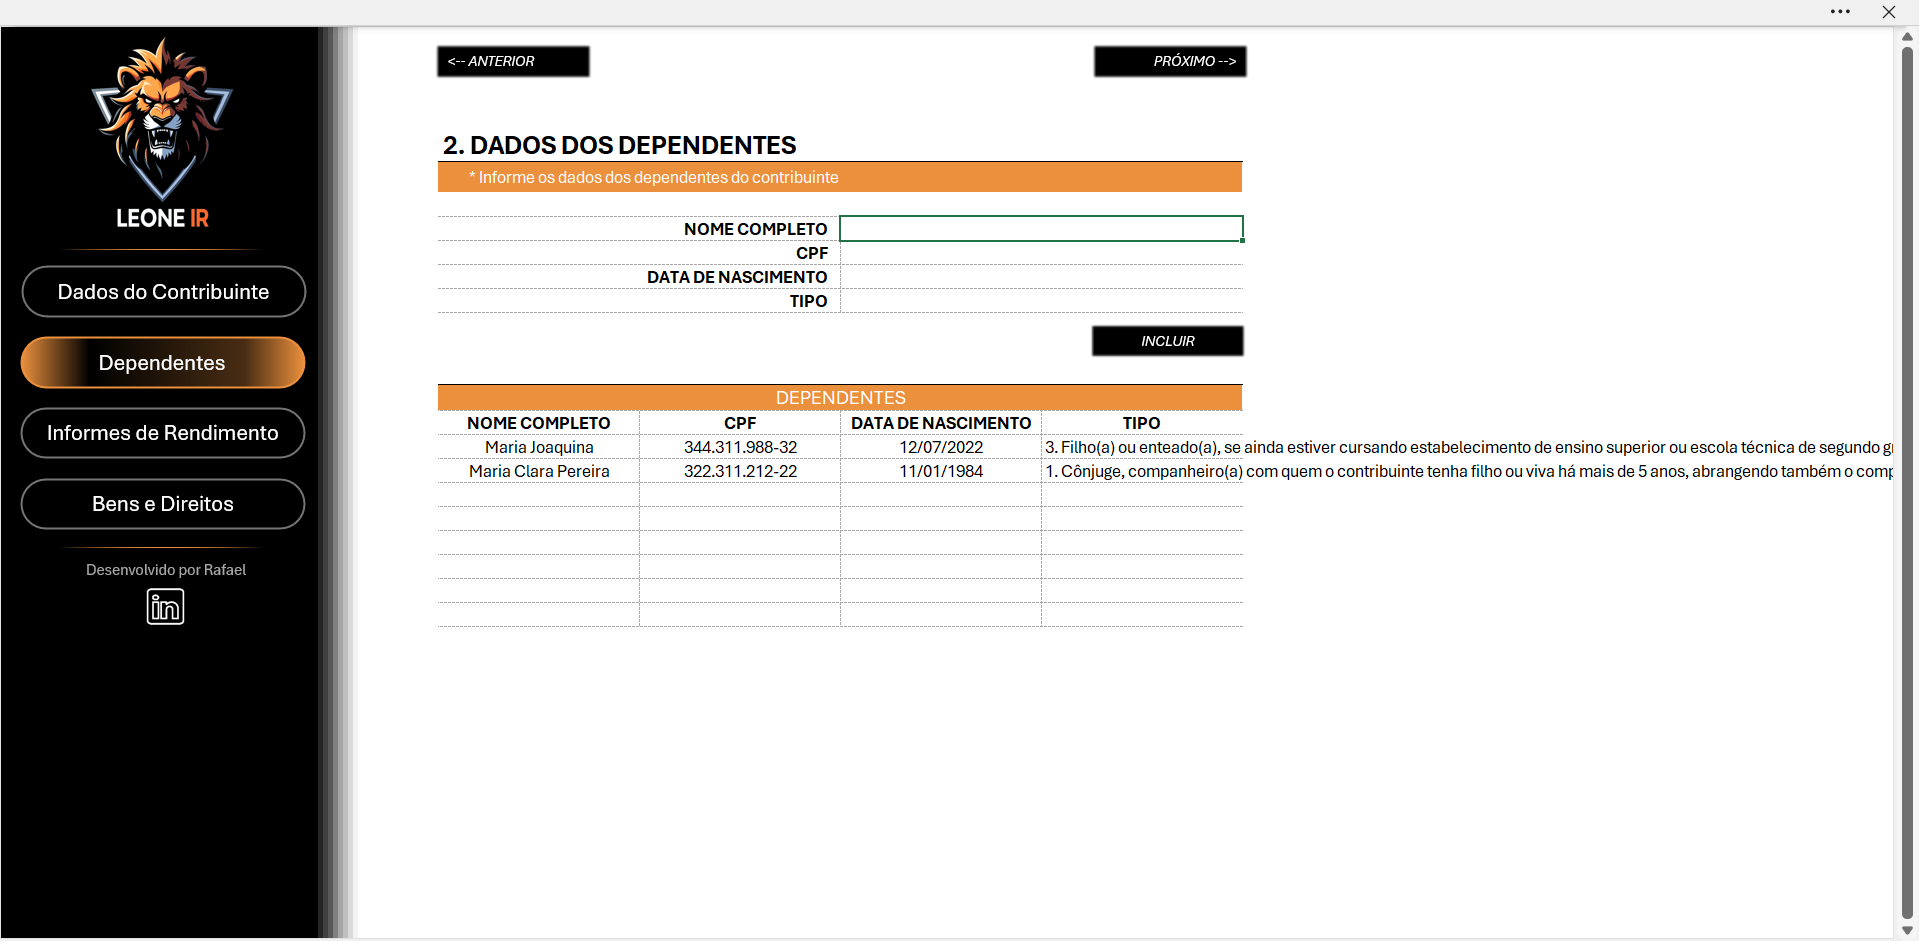 LEONE IR
Dados do Contribuinte
Dependentes
Informes de Rendimento
Bens e Direitos
Desenvolvido por Rafael
in
<-- ANTERIOR
PRÓXIMO -->
2. DADOS DOS DEPENDENTES
* Informe os dados dos dependentes do contribuinte
NOME COMPLETO
CPF
DATA DE NASCIMENTO
TIPO
INCLUIR
DEPENDENTES
NOME COMPLETO CPF DATA DE NASCIMENTO TIPO
Maria Joaquina 344.311.988-32 12/07/2022 3. Filho(a) ou enteado(a), se ainda estiver cursando estabelecimento de ensino superior ou escola técnica de segundo
Maria Clara Pereira 322.311.212-22 11/01/1984 1. Cônjuge, companheiro(a) com quem o contribuinte tenha filho ou viva há mais de 5 anos, abrangendo também o